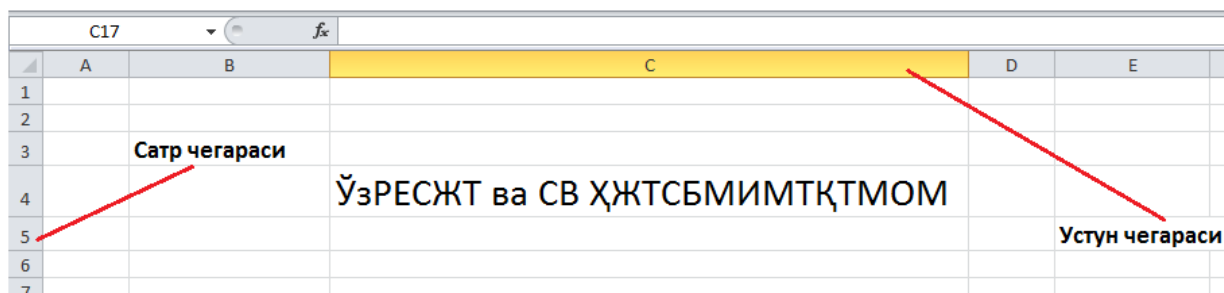 C17 fx
A B C D E
1
2
3 Сатр чегараси
4 ЎзРЕСЖТ ва СВ ҲЖТСБМИМТҚТМОМ
5 Устун чегараси
6
7